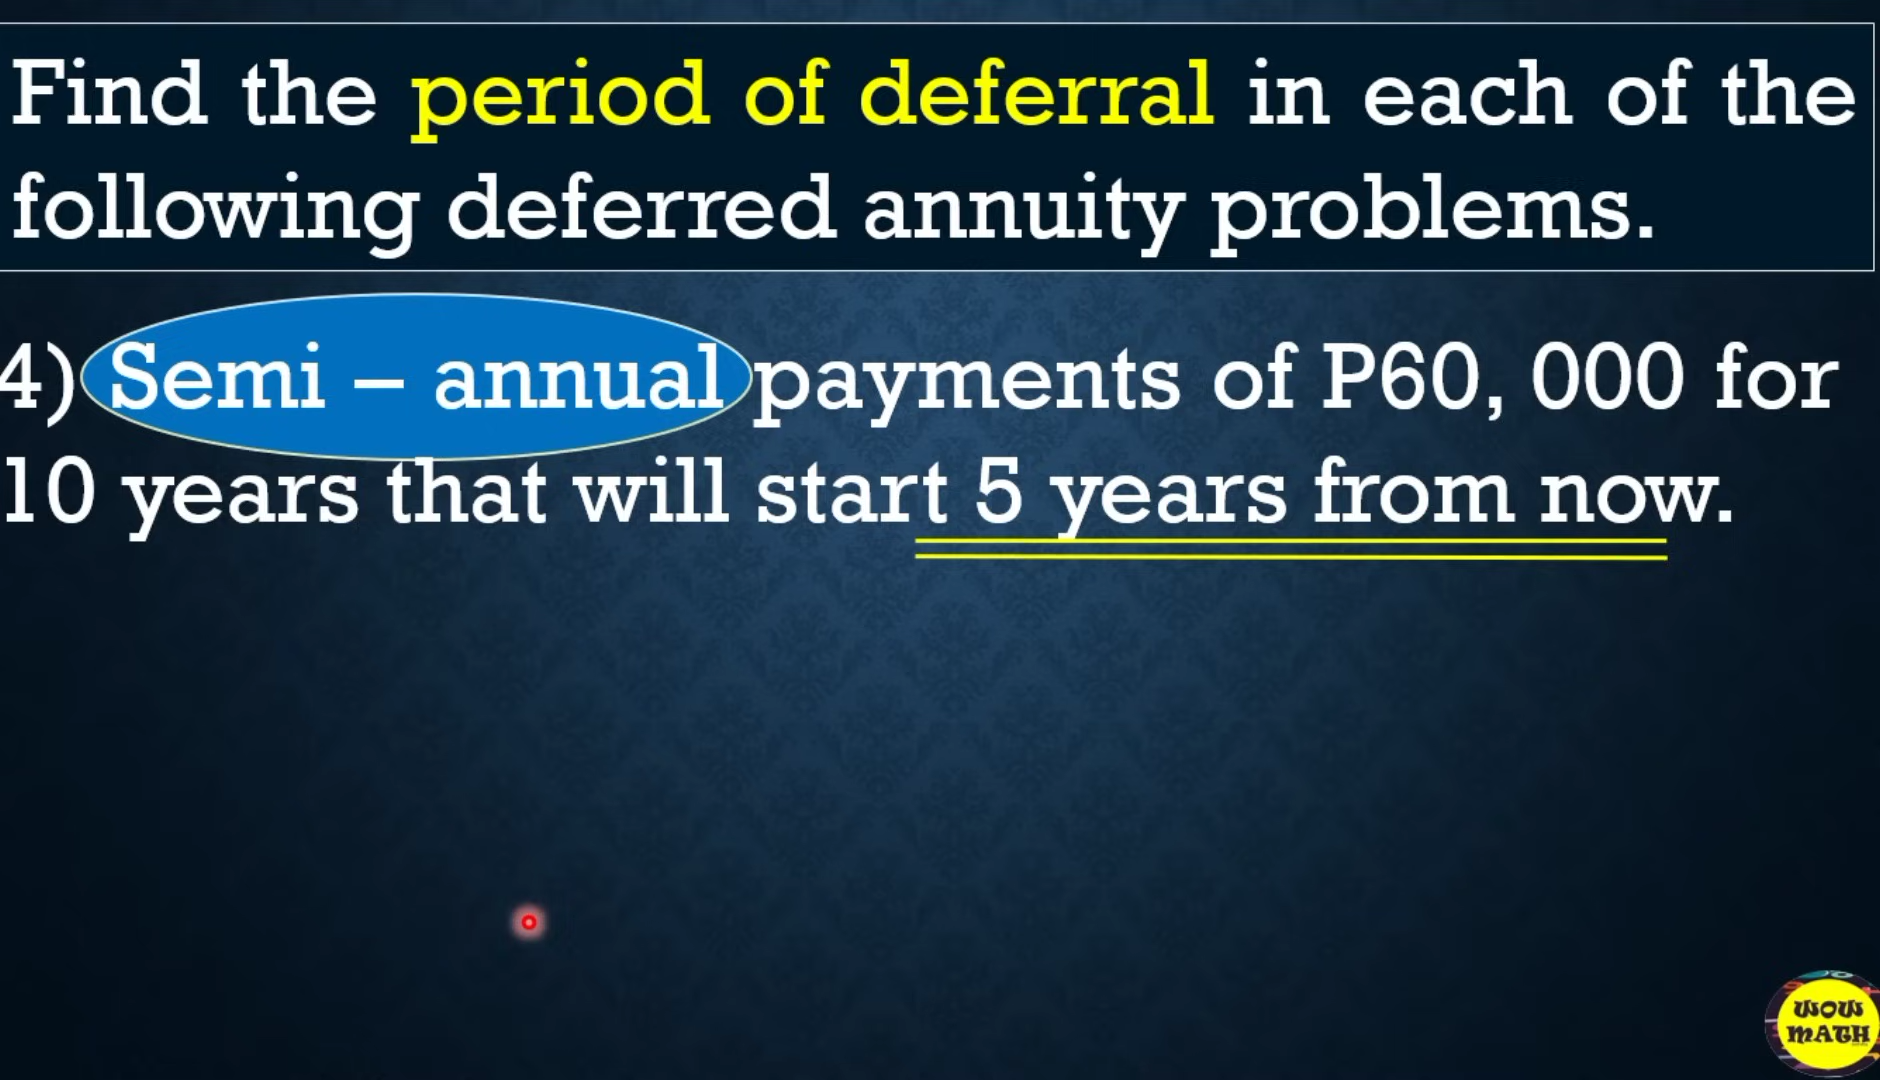 Find the period of deferral in each of the
following deferred annuity problems.
4) Semi – annual payments of P60, 000 for
10 years that will start 5 years from now.
WOW
MATH